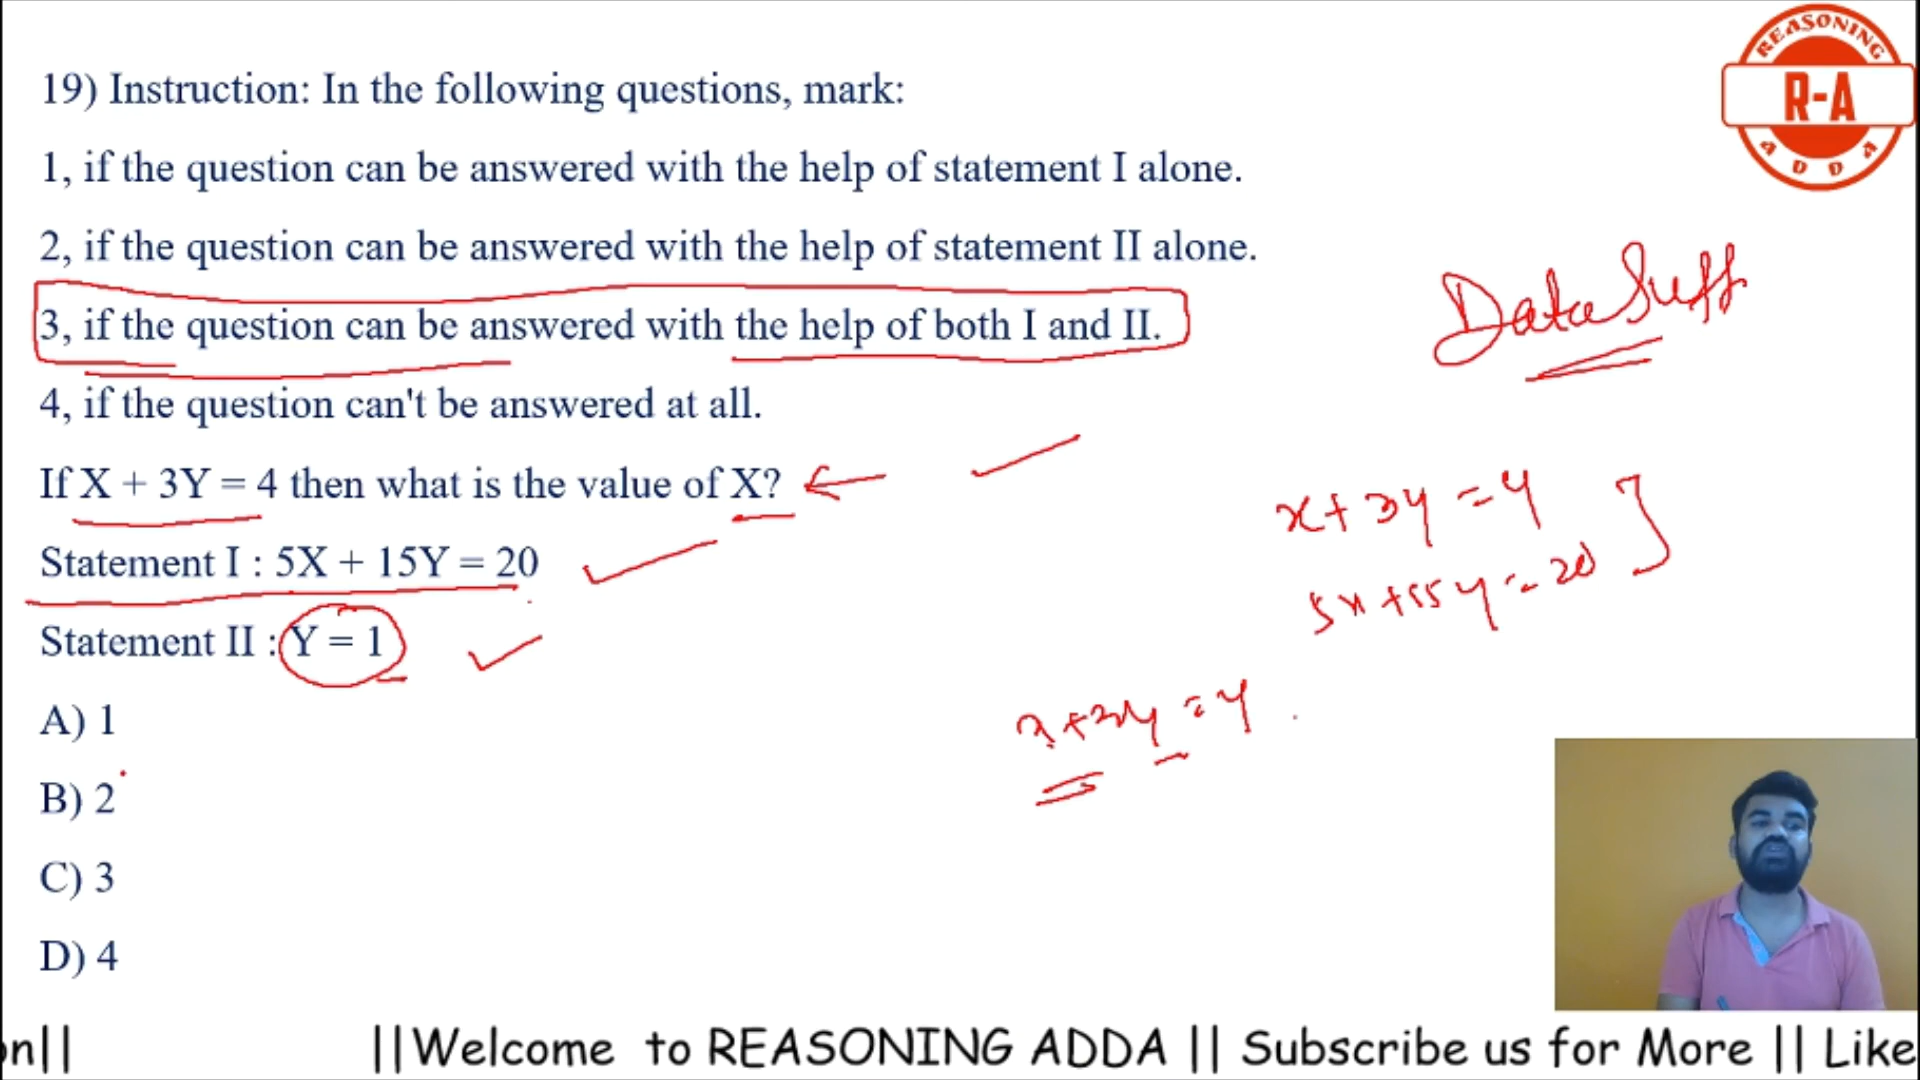 REASONING
R-A
ADDA
19) Instruction: In the following questions, mark:
1, if the question can be answered with the help of statement I alone.
2, if the question can be answered with the help of statement II alone.
3, if the question can be answered with the help of both I and II.
Data Suff
4, if the question can't be answered at all.
If X + 3Y = 4 then what is the value of X?
x+3y=4
Statement I : 5X + 15Y = 20
5x+15y=20
Statement II : Y = 1
x+3y=4
A) 1
B) 2
C) 3
D) 4
on|| ||Welcome to REASONING ADDA || Subscribe us for More || Like